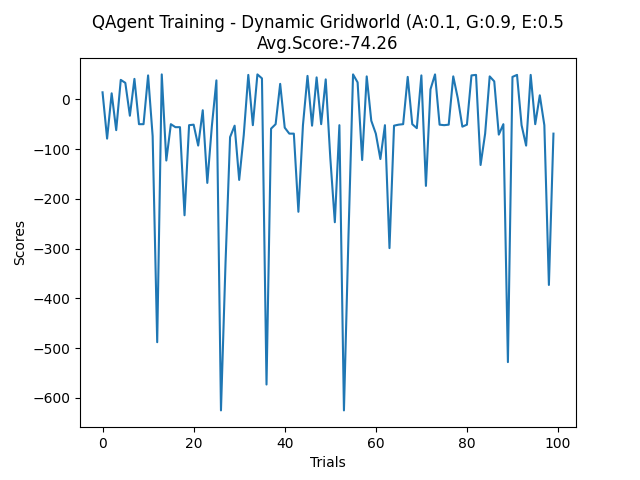 QAgent Training - Dynamic Gridworld (A:0.1, G:0.9, E:0.5
Avg.Score:-74.26
0
−100
−200
−300
−400
−500
−600
Scores
0 20 40 60 80 100
Trials